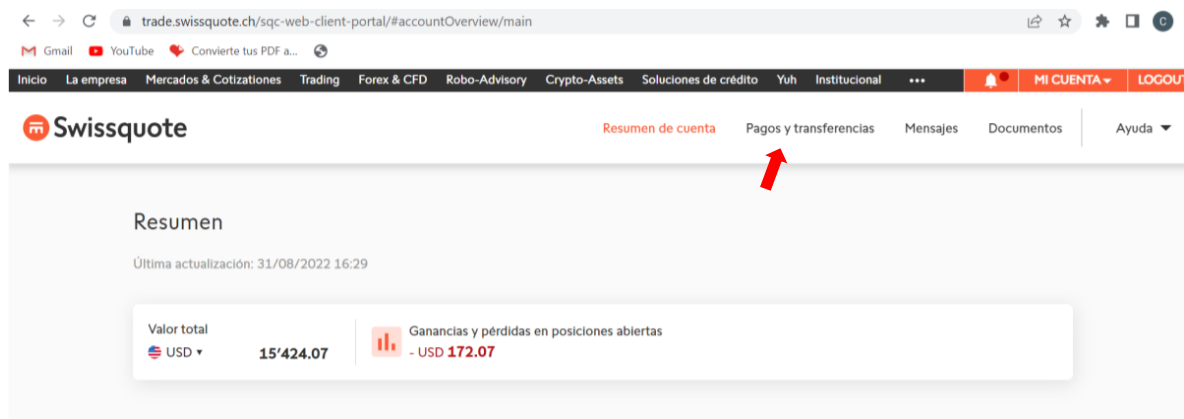 trade.swissquote.ch/sqc-web-client-portal/#accountOverview/main C
Gmail YouTube Convierte tus PDF a...
Inicio La empresa Mercados & Cotizationes Trading Forex & CFD Robo-Advisory Crypto-Assets Soluciones de crédito Yuh Institucional ••• MI CUENTA LOGOUT
Swissquote Resumen de cuenta Pagos y transferencias Mensajes Documentos Ayuda
Resumen
Última actualización: 31/08/2022 16:29
Valor total Ganancias y pérdidas en posiciones abiertas
USD 15’424.07 - USD 172.07